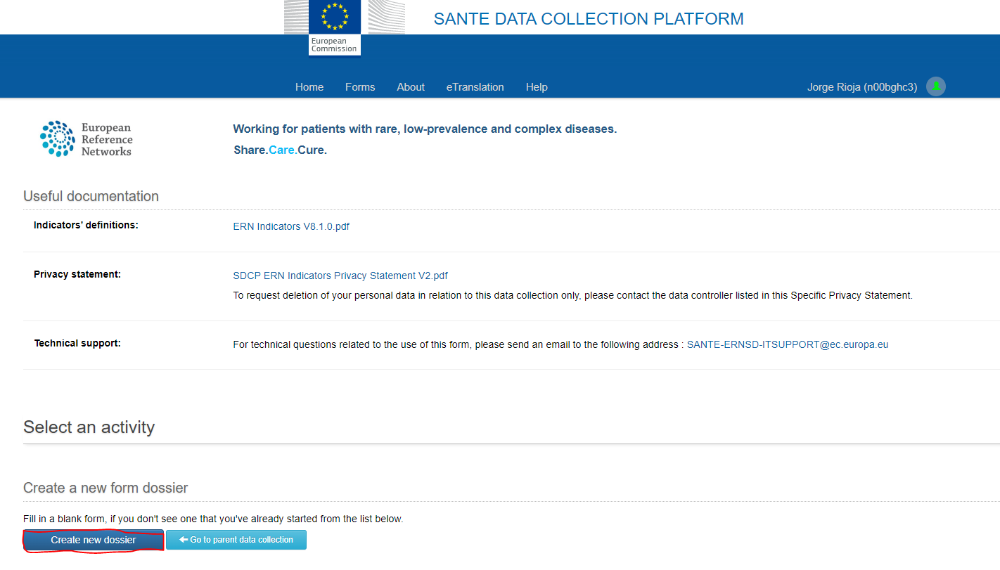 SANTE DATA COLLECTION PLATFORM
European
Commission
Home Forms About eTranslation Help Jorge Rioja (n00bghc3)
European
Reference
Networks
Working for patients with rare, low-prevalence and complex diseases.
Share.Care.Cure.
Useful documentation
Indicators’ definitions: ERN Indicators V8.1.0.pdf
Privacy statement: SDCP ERN Indicators Privacy Statement V2.pdf
To request deletion of your personal data in relation to this data collection only, please contact the data controller listed in this Specific Privacy Statement.
Technical support: For technical questions related to the use of this form, please send an email to the following address : SANTE-ERNSD-ITSUPPORT@ec.europa.eu
Select an activity
Create a new form dossier
Fill in a blank form, if you don't see one that you've already started from the list below.
Create new dossier Go to parent data collection